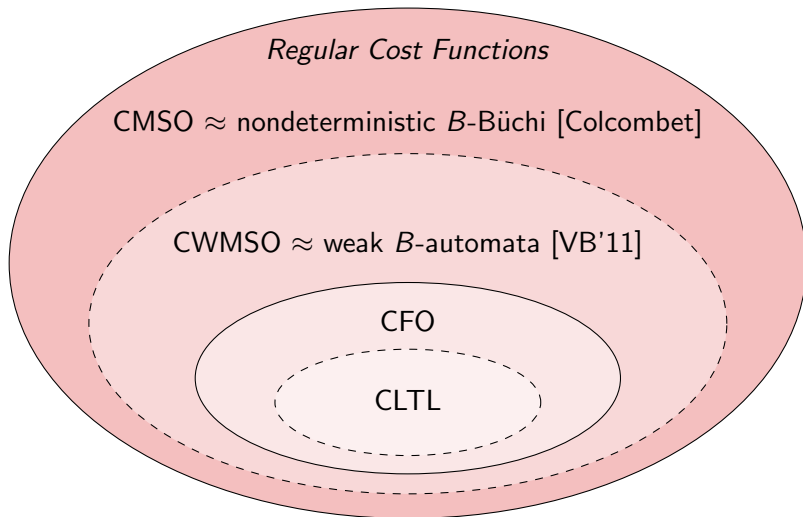 Regular Cost Functions
CMSO ≈ nondeterministic B-Büchi [Colcombet]
CWMSO ≈ weak B-automata [VB'11]
CFO
CLTL